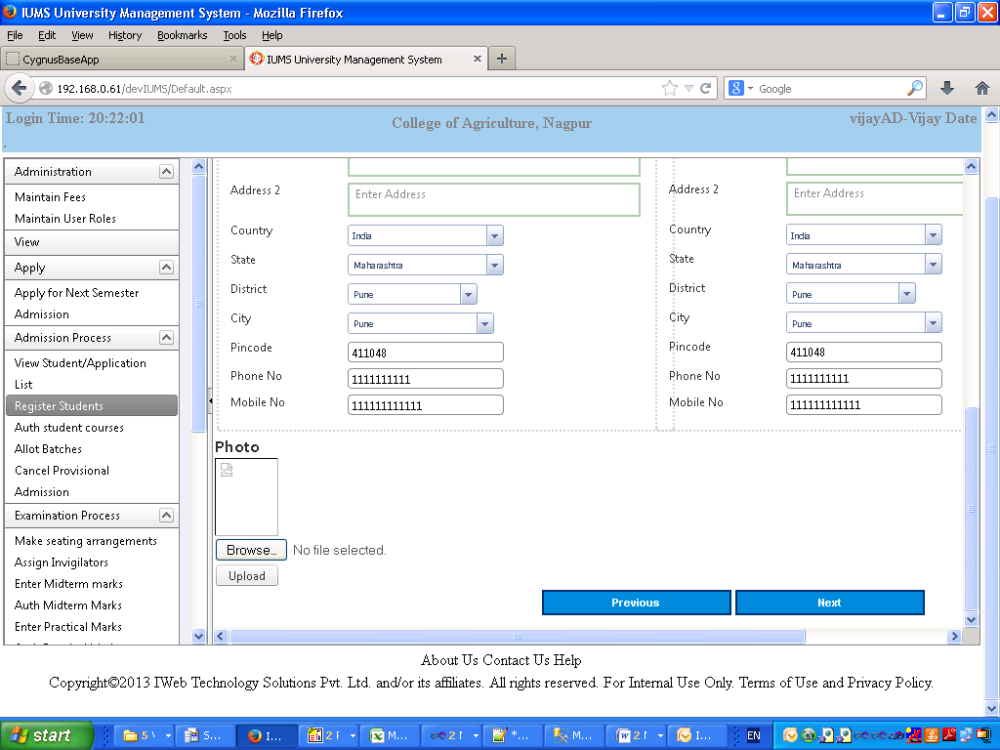 IUMS University Management System - Mozilla Firefox
File Edit View History Bookmarks Tools Help
CygnusBaseApp
IUMS University Management System
192.168.0.61/devIUMS/Default.aspx
Google
Login Time: 20:22:01
College of Agriculture, Nagpur
vijayAD-Vijay Date
.
Administration
Maintain Fees
Maintain User Roles
View
Apply
Apply for Next Semester
Admission
Admission Process
View Student/Application
List
Register Students
Auth student courses
Allot Batches
Cancel Provisional
Admission
Examination Process
Make seating arrangements
Assign Invigilators
Enter Midterm marks
Auth Midterm Marks
Enter Practical Marks
Address 2 Enter Address
Country India
State Maharashtra
District Pune
City Pune
Pincode 411048
Phone No 1111111111
Mobile No 111111111111
Address 2 Enter Address
Country India
State Maharashtra
District Pune
City Pune
Pincode 411048
Phone No 1111111111
Mobile No 111111111111
Photo
Browse... No file selected.
Upload
Previous Next
About Us Contact Us Help
Copyright©2013 IWeb Technology Solutions Pvt. Ltd. and/or its affiliates. All rights reserved. For Internal Use Only. Terms of Use and Privacy Policy.
start 5 S... I... 2 M... 2 *... M... 2 I... EN